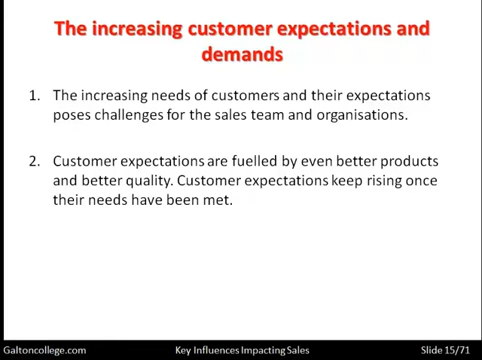 The increasing customer expectations and
demands
1. The increasing needs of customers and their expectations
poses challenges for the sales team and organisations.
2. Customer expectations are fuelled by even better products
and better quality. Customer expectations keep rising once
their needs have been met.
Galtoncollege.com Key Influences Impacting Sales Slide 15/71